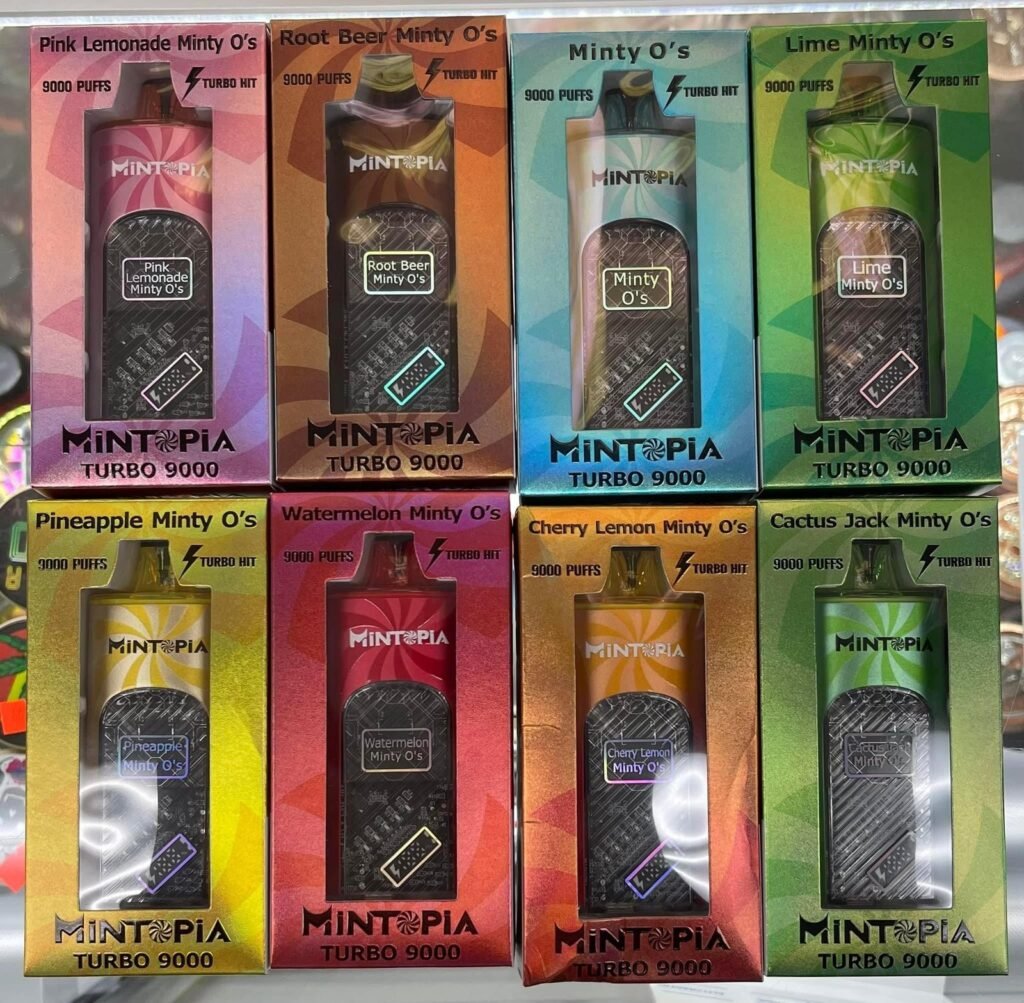 Pink Lemonade Minty O's
9000 PUFFS
TURBO HIT
MiNTOPiA
Pink
Lemonade
Minty O's
MiNTOPiA
TURBO 9000
Root Beer Minty O's
9000 PUFFS
TURBO HIT
MiNTOPiA
Root Beer
Minty O's
MiNTOPiA
TURBO 9000
Minty O's
9000 PUFFS
TURBO HIT
MiNTOPiA
Minty
O's
MiNTOPiA
TURBO 9000
Lime Minty O's
9000 PUFFS
TURBO HIT
MiNTOPiA
Lime
Minty O's
MiNTOPiA
TURBO 9000
Pineapple Minty O's
9000 PUFFS
TURBO HIT
MiNTOPiA
Pineapple
Minty O's
MiNTOPiA
TURBO 9000
Watermelon Minty O's
9000 PUFFS
TURBO HIT
MiNTOPiA
Watermelon
Minty O's
MiNTOPiA
TURBO 9000
Cherry Lemon Minty O's
9000 PUFFS
TURBO HIT
MiNTOPiA
Cherry Lemon
Minty O's
MiNTOPiA
TURBO 9000
Cactus Jack Minty O's
9000 PUFFS
TURBO HIT
MiNTOPiA
Cactus Jack
Minty O's
MiNTOPiA
TURBO 9000